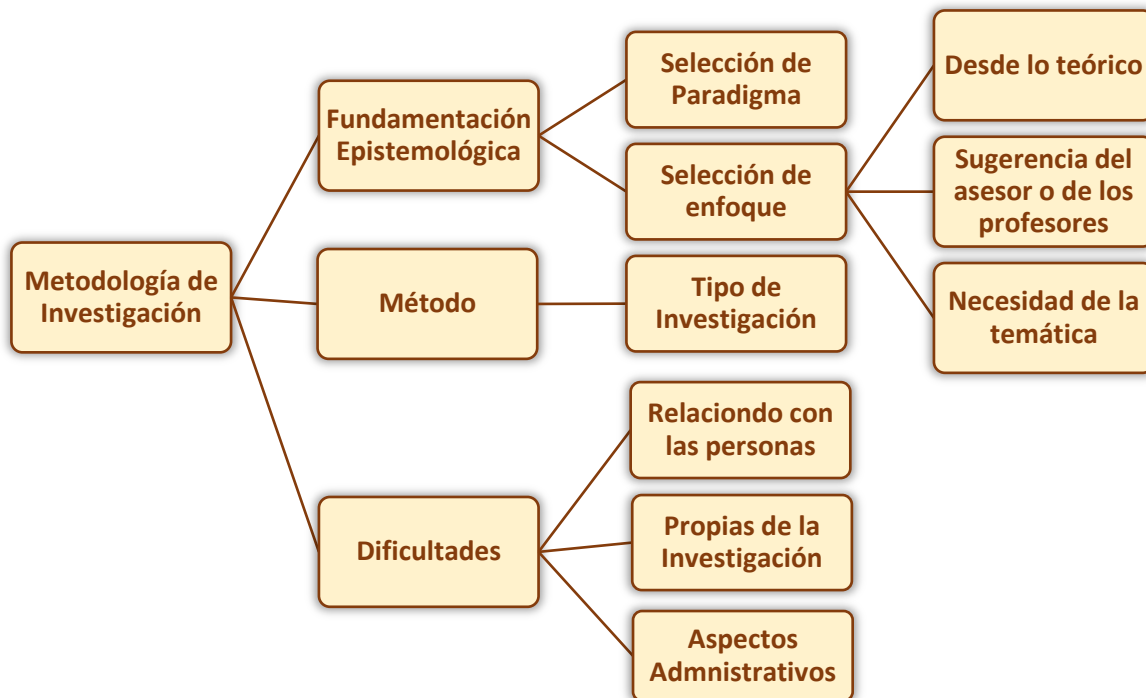 Metodología de
Investigación
Fundamentación
Epistemológica
Selección de
Paradigma
Selección de
enfoque
Desde lo teórico
Sugerencia del
asesor o de los
profesores
Necesidad de la
temática
Método
Tipo de
Investigación
Dificultades
Relaciondo con
las personas
Propias de la
Investigación
Aspectos
Admnistrativos